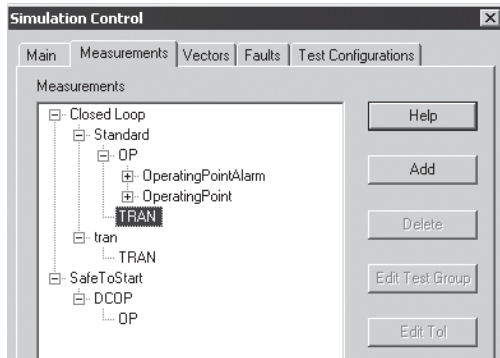 Simulation Control
Main Measurements Vectors Faults Test Configurations
Measurements
Closed Loop
Standard
OP
OperatingPointAlarm
OperatingPoint
TRAN
tran
TRAN
SafeToStart
DCOP
OP
Help
Add
Delete
Edit Test Group
Edit Tol